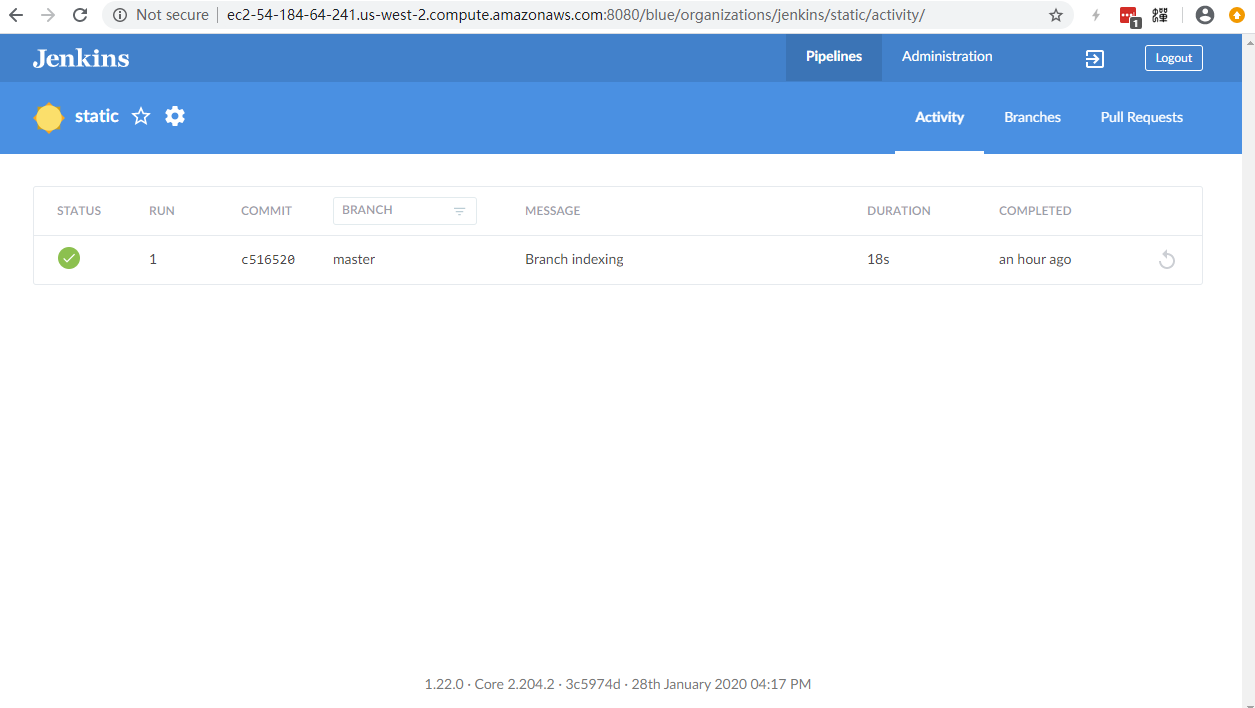 Not secure ec2-54-184-64-241.us-west-2.compute.amazonaws.com:8080/blue/organizations/jenkins/static/activity/
1
Jenkins Pipelines Administration Logout
static Activity Branches Pull Requests
STATUS RUN COMMIT BRANCH MESSAGE DURATION COMPLETED
1 c516520 master Branch indexing 18s an hour ago
1.22.0 · Core 2.204.2 · 3c5974d · 28th January 2020 04:17 PM